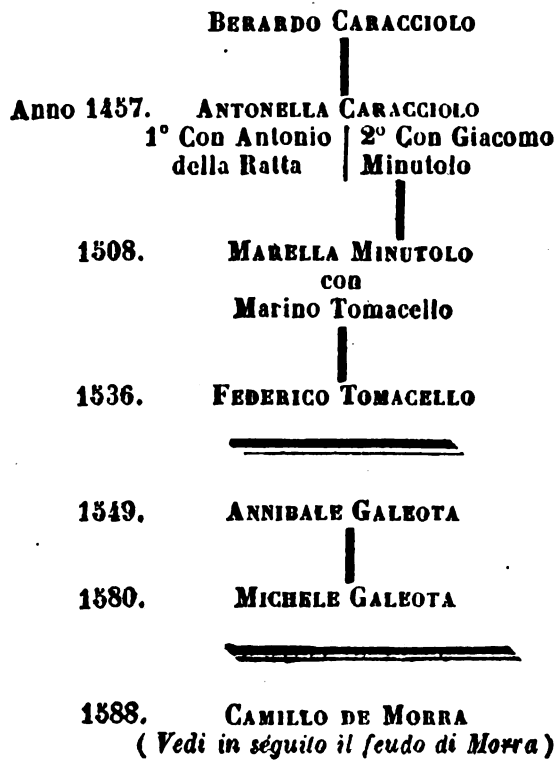 BERARDO CARACCIOLO
Anno 1457. ANTONELLA CARACCIOLO
1° Con Antonio | 2° Con Giacomo
della Ratta | Minutolo
1508. MARELLA MINUTOLO
con
Marino Tomacello
1536. FEDERICO TOMACELLO
1549. ANNIBALE GALEOTA
1580. MICHELE GALEOTA
1588. CAMILLO DE MORRA
( Vedi in séguito il feudo di Morra )